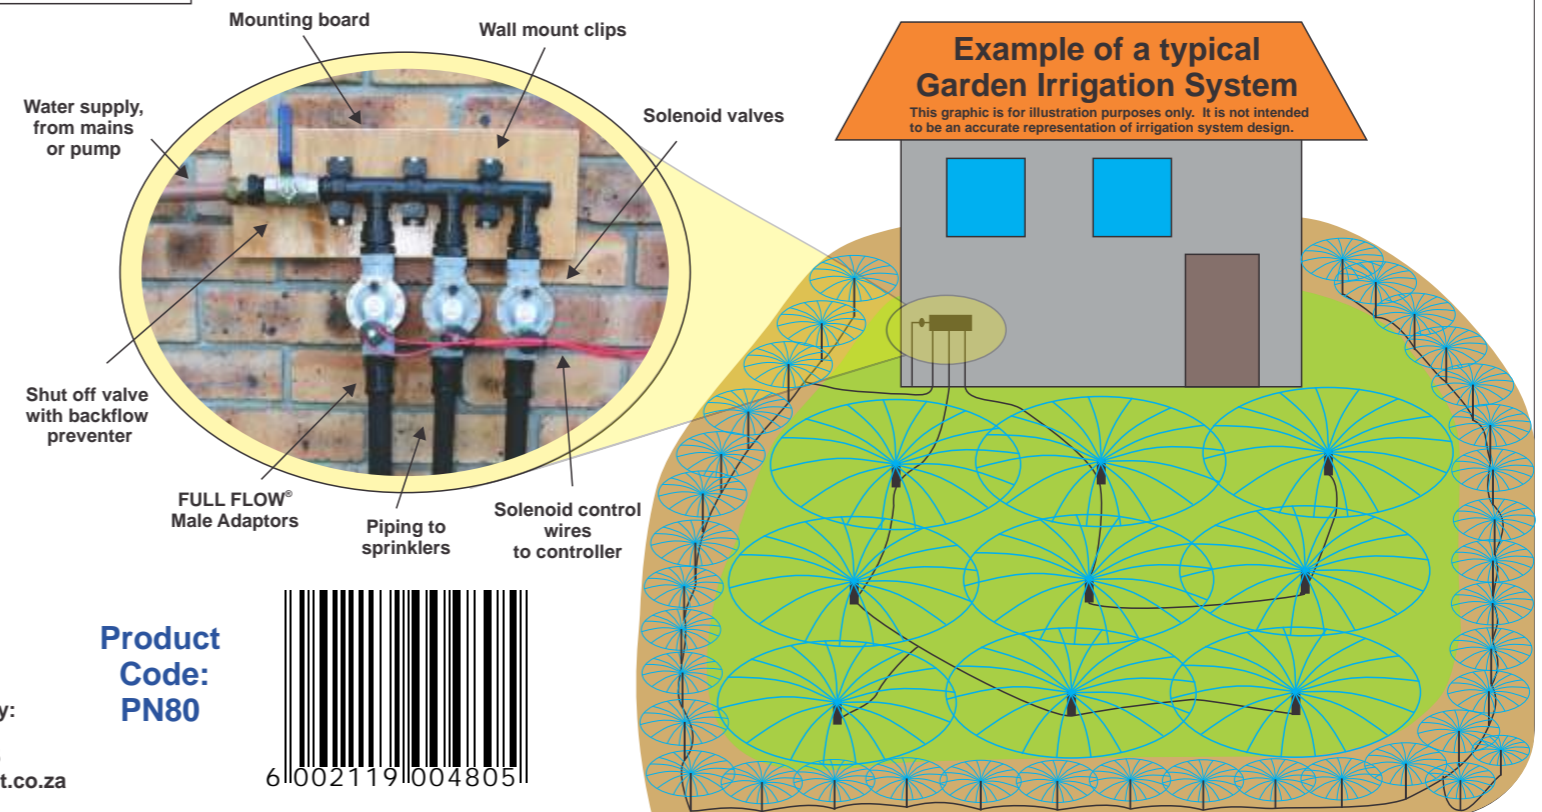 Mounting board
Wall mount clips
Water supply,
from mains
or pump
Solenoid valves
Shut off valve
with backflow
preventer
FULL FLOW®
Male Adaptors
Piping to
sprinklers
Solenoid control
wires
to controller
Example of a typical
Garden Irrigation System
This graphic is for illustration purposes only. It is not intended
to be an accurate representation of irrigation system design.
Product
Code:
PN80
6 002119 004805
y:
t.co.za